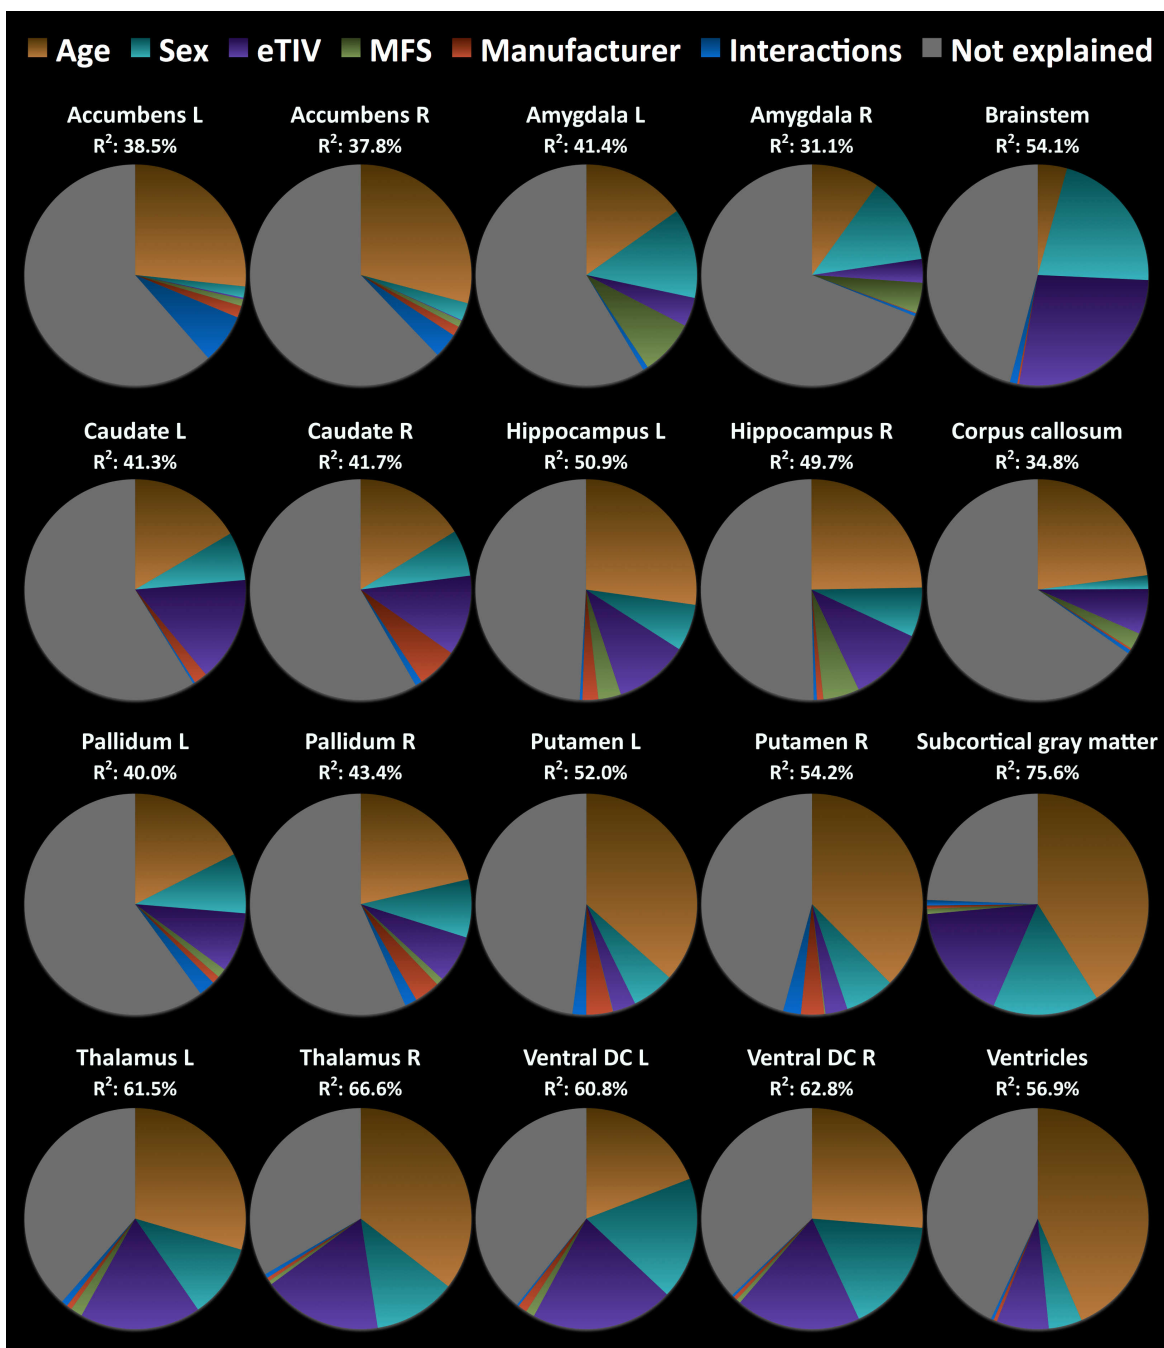 Age Sex eTIV MFS Manufacturer Interactions Not explained
Accumbens L Accumbens R Amygdala L Amygdala R Brainstem
R²: 38.5% R²: 37.8% R²: 41.4% R²: 31.1% R²: 54.1%
Caudate L Caudate R Hippocampus L Hippocampus R Corpus callosum
R²: 41.3% R²: 41.7% R²: 50.9% R²: 49.7% R²: 34.8%
Pallidum L Pallidum R Putamen L Putamen R Subcortical gray matter
R²: 40.0% R²: 43.4% R²: 52.0% R²: 54.2% R²: 75.6%
Thalamus L Thalamus R Ventral DC L Ventral DC R Ventricles
R²: 61.5% R²: 66.6% R²: 60.8% R²: 62.8% R²: 56.9%